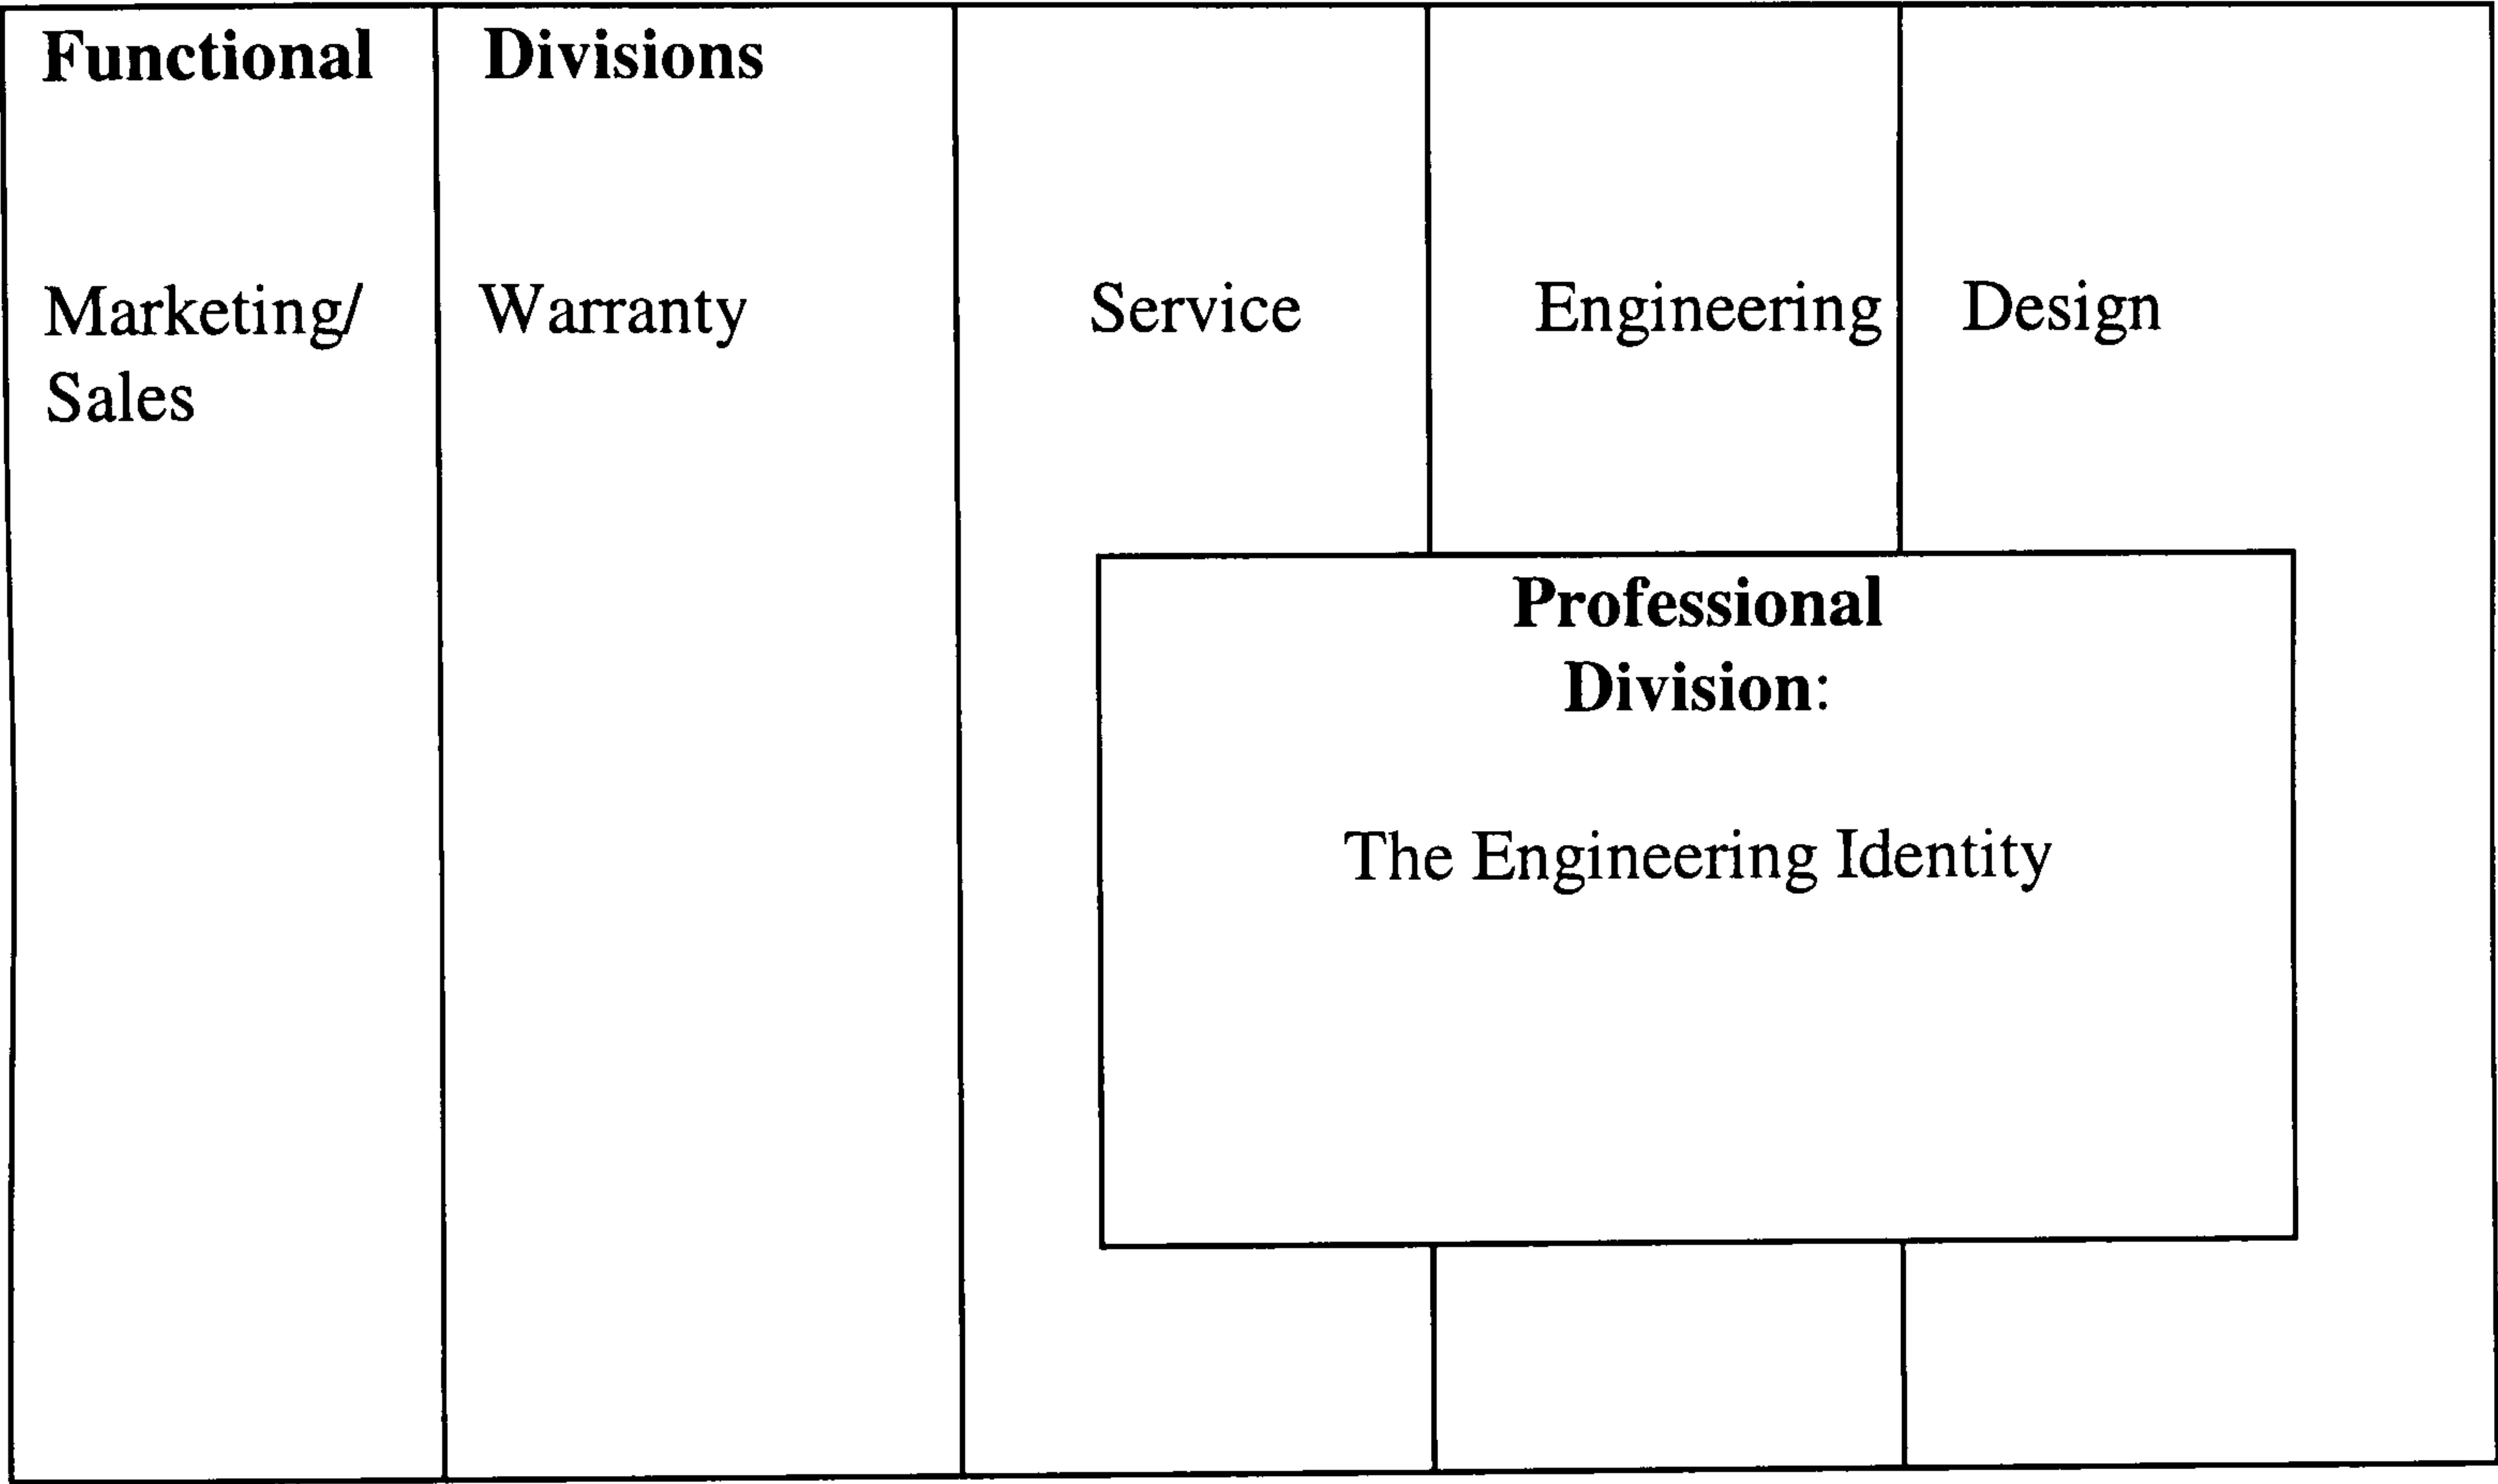 Functional Divisions
Marketing/ Warranty Service Engineering Design
Sales
Professional
Division:
The Engineering Identity